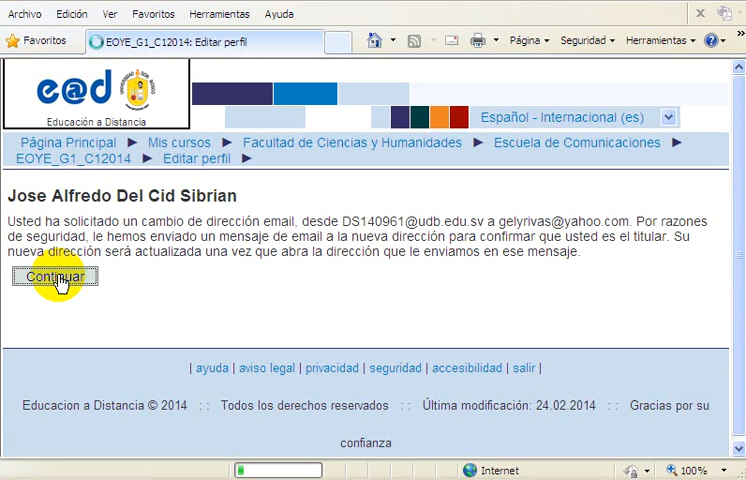 Archivo Edición Ver Favoritos Herramientas Ayuda
Favoritos EOYE_G1_C12014: Editar perfil Página Seguridad Herramientas
e@d
UNIVERSIDAD DON BOSCO
Educación a Distancia
Español - Internacional (es)
Página Principal ► Mis cursos ► Facultad de Ciencias y Humanidades ► Escuela de Comunicaciones ►
EOYE_G1_C12014 ► Editar perfil ►
Jose Alfredo Del Cid Sibrian
Usted ha solicitado un cambio de dirección email, desde DS140961@udb.edu.sv a gelyrivas@yahoo.com. Por razones
de seguridad, le hemos enviado un mensaje de email a la nueva dirección para confirmar que usted es el titular. Su
nueva dirección será actualizada una vez que abra la dirección que le enviamos en ese mensaje.
Continuar
| ayuda | aviso legal | privacidad | seguridad | accesibilidad | salir |
Educacion a Distancia © 2014 : : Todos los derechos reservados : : Última modificación: 24.02.2014 : : Gracias por su
confianza
Internet 100%